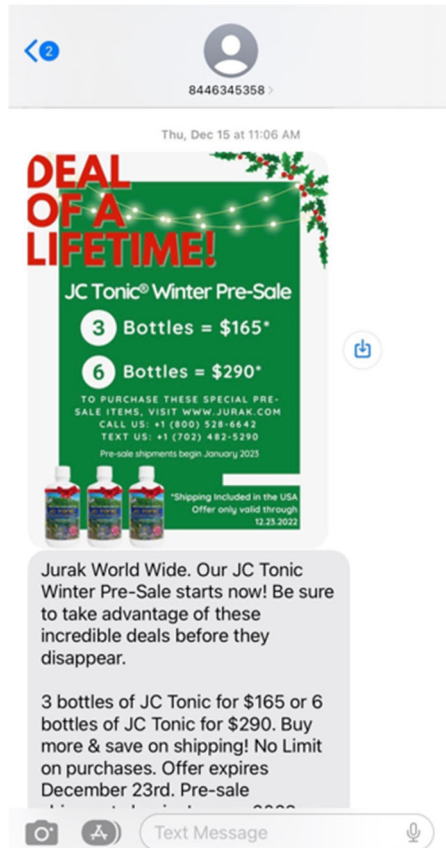 2
8446345358 >
Thu, Dec 15 at 11:06 AM
DEAL
OF A
LIFETIME!
JC Tonic® Winter Pre-Sale
3 Bottles = $165*
6 Bottles = $290*
TO PURCHASE THESE SPECIAL PRE-
SALE ITEMS, VISIT WWW.JURAK.COM
CALL US: +1 (800) 528-6642
TEXT US: +1 (702) 482-5290
Pre-sale shipments begin January 2023
*Shipping Included in the USA
Offer only valid through
12.23.2022
Jurak World Wide. Our JC Tonic
Winter Pre-Sale starts now! Be sure
to take advantage of these
incredible deals before they
disappear.
3 bottles of JC Tonic for $165 or 6
bottles of JC Tonic for $290. Buy
more & save on shipping! No Limit
on purchases. Offer expires
December 23rd. Pre-sale
Text Message